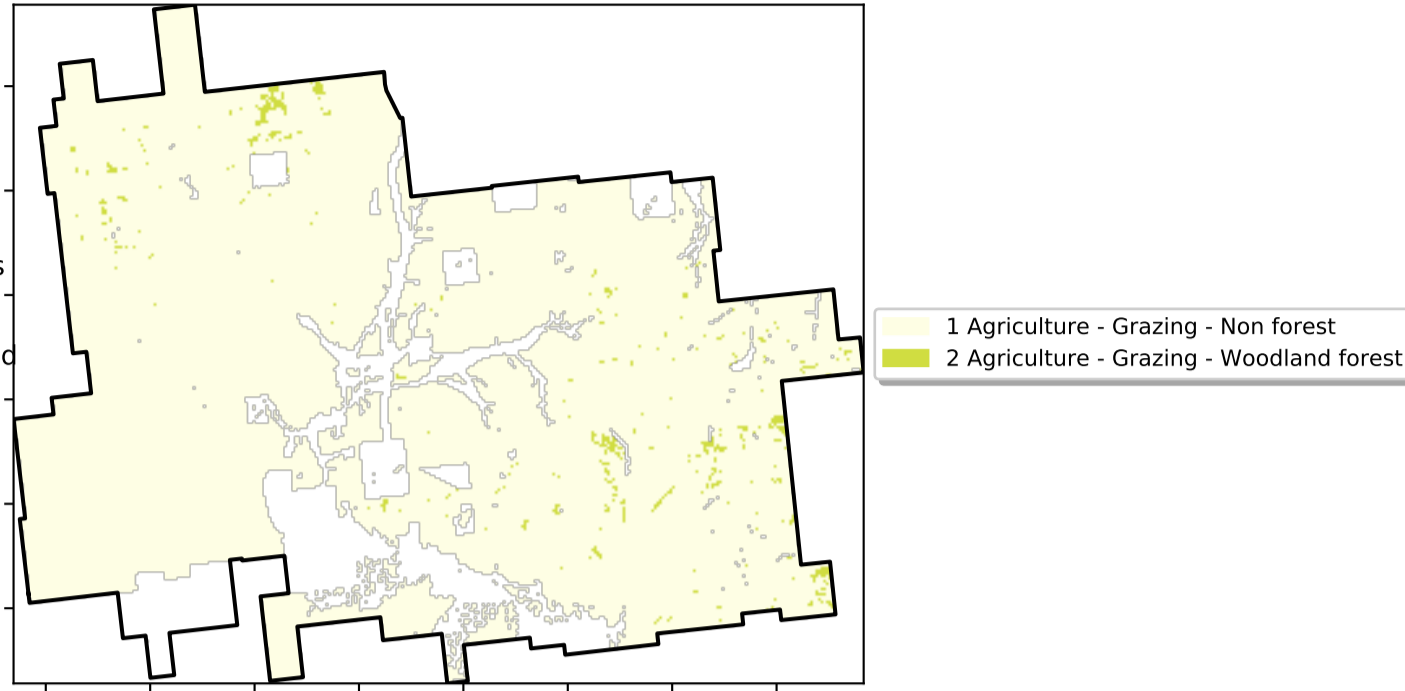 s
d
1 Agriculture - Grazing - Non forest
2 Agriculture - Grazing - Woodland forest